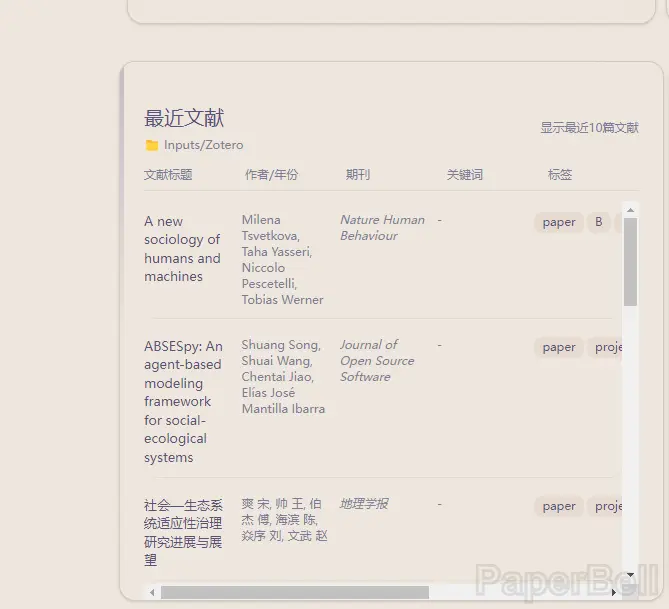 最近文献
显示最近10篇文献
Inputs/Zotero
文献标题 作者/年份 期刊 关键词 标签
A new
sociology of
humans and
machines
Milena
Tsvetkova,
Taha Yasseri,
Niccolo
Pescetelli,
Tobias Werner
Nature Human
Behaviour
-
paper B
ABSESpy: An
agent-based
modeling
framework
for social-
ecological
systems
Shuang Song,
Shuai Wang,
Chentai Jiao,
Elías José
Mantilla Ibarra
Journal of
Open Source
Software
-
paper proje
社会—生态系
统适应性治理
研究进展与展
望
爽 宋, 帅 王, 伯
杰 傅, 海滨 陈,
焱序 刘, 文武 赵
地理学报
-
paper proje
PaperBell